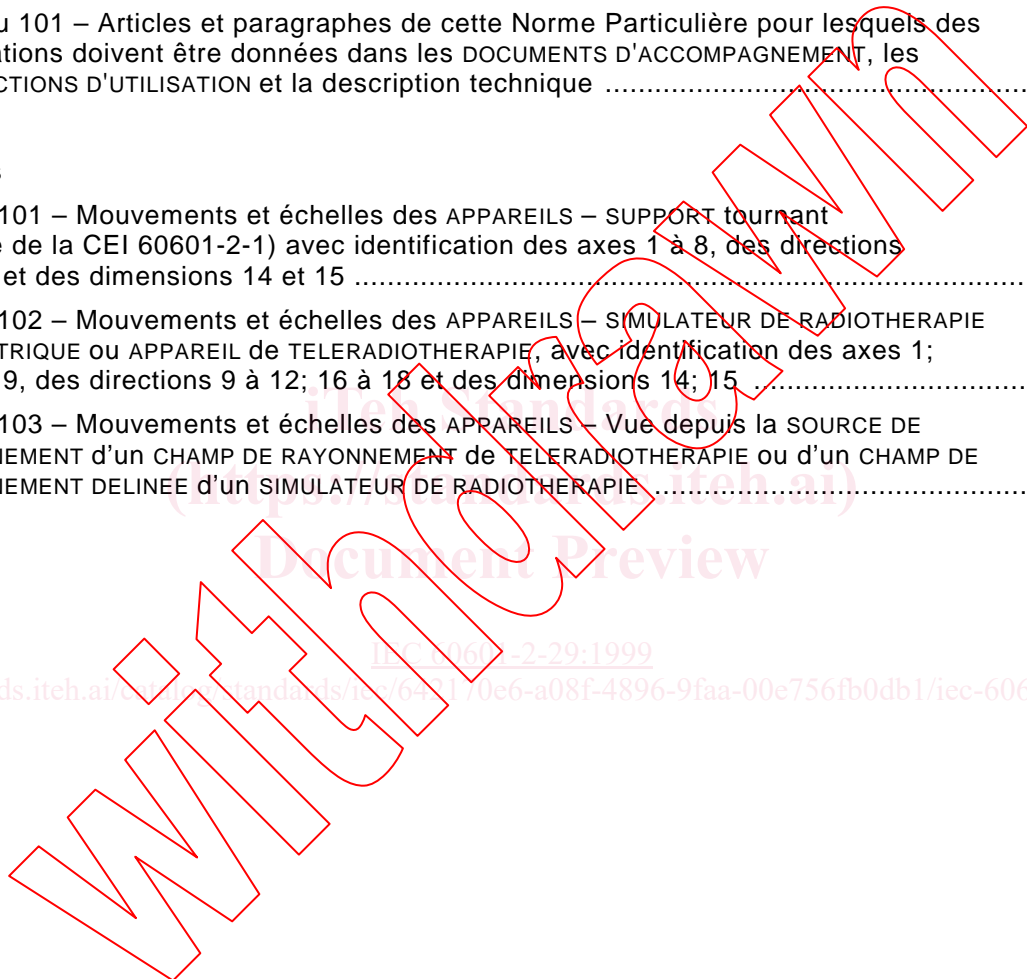 u 101 – Articles et paragraphes de cette Norme Particulière pour lesquels des
ations doivent être données dans les DOCUMENTS D'ACCOMPAGNEMENT, les
CTIONS D'UTILISATION et la description technique ....................................................
s
101 – Mouvements et échelles des APPAREILS – SUPPORT tournant
e de la CEI 60601-2-1) avec identification des axes 1 à 8, des directions
et des dimensions 14 et 15 ..................................................................................
102 – Mouvements et échelles des APPAREILS – SIMULATEUR DE RADIOTHERAPIE
TRIQUE ou APPAREIL de TELERADIOTHERAPIE, avec identification des axes 1;
9, des directions 9 à 12; 16 à 18 et des dimensions 14; 15 .................................
103 – Mouvements et échelles des APPAREILS – Vue depuis la SOURCE DE
NEMENT d'un CHAMP DE RAYONNEMENT de TELERADIOTHERAPIE ou d'un CHAMP DE
NEMENT DELINEE d'un SIMULATEUR DE RADIOTHERAPIE ..............................................
iTeh Standards
(https://standards.iteh.ai)
Document Preview
IEC 60601-2-29:1999
ds.iteh.ai/catalog/standards/iec/642170e6-a08f-4896-9faa-00e756fb0db1/iec-606
withdrawn